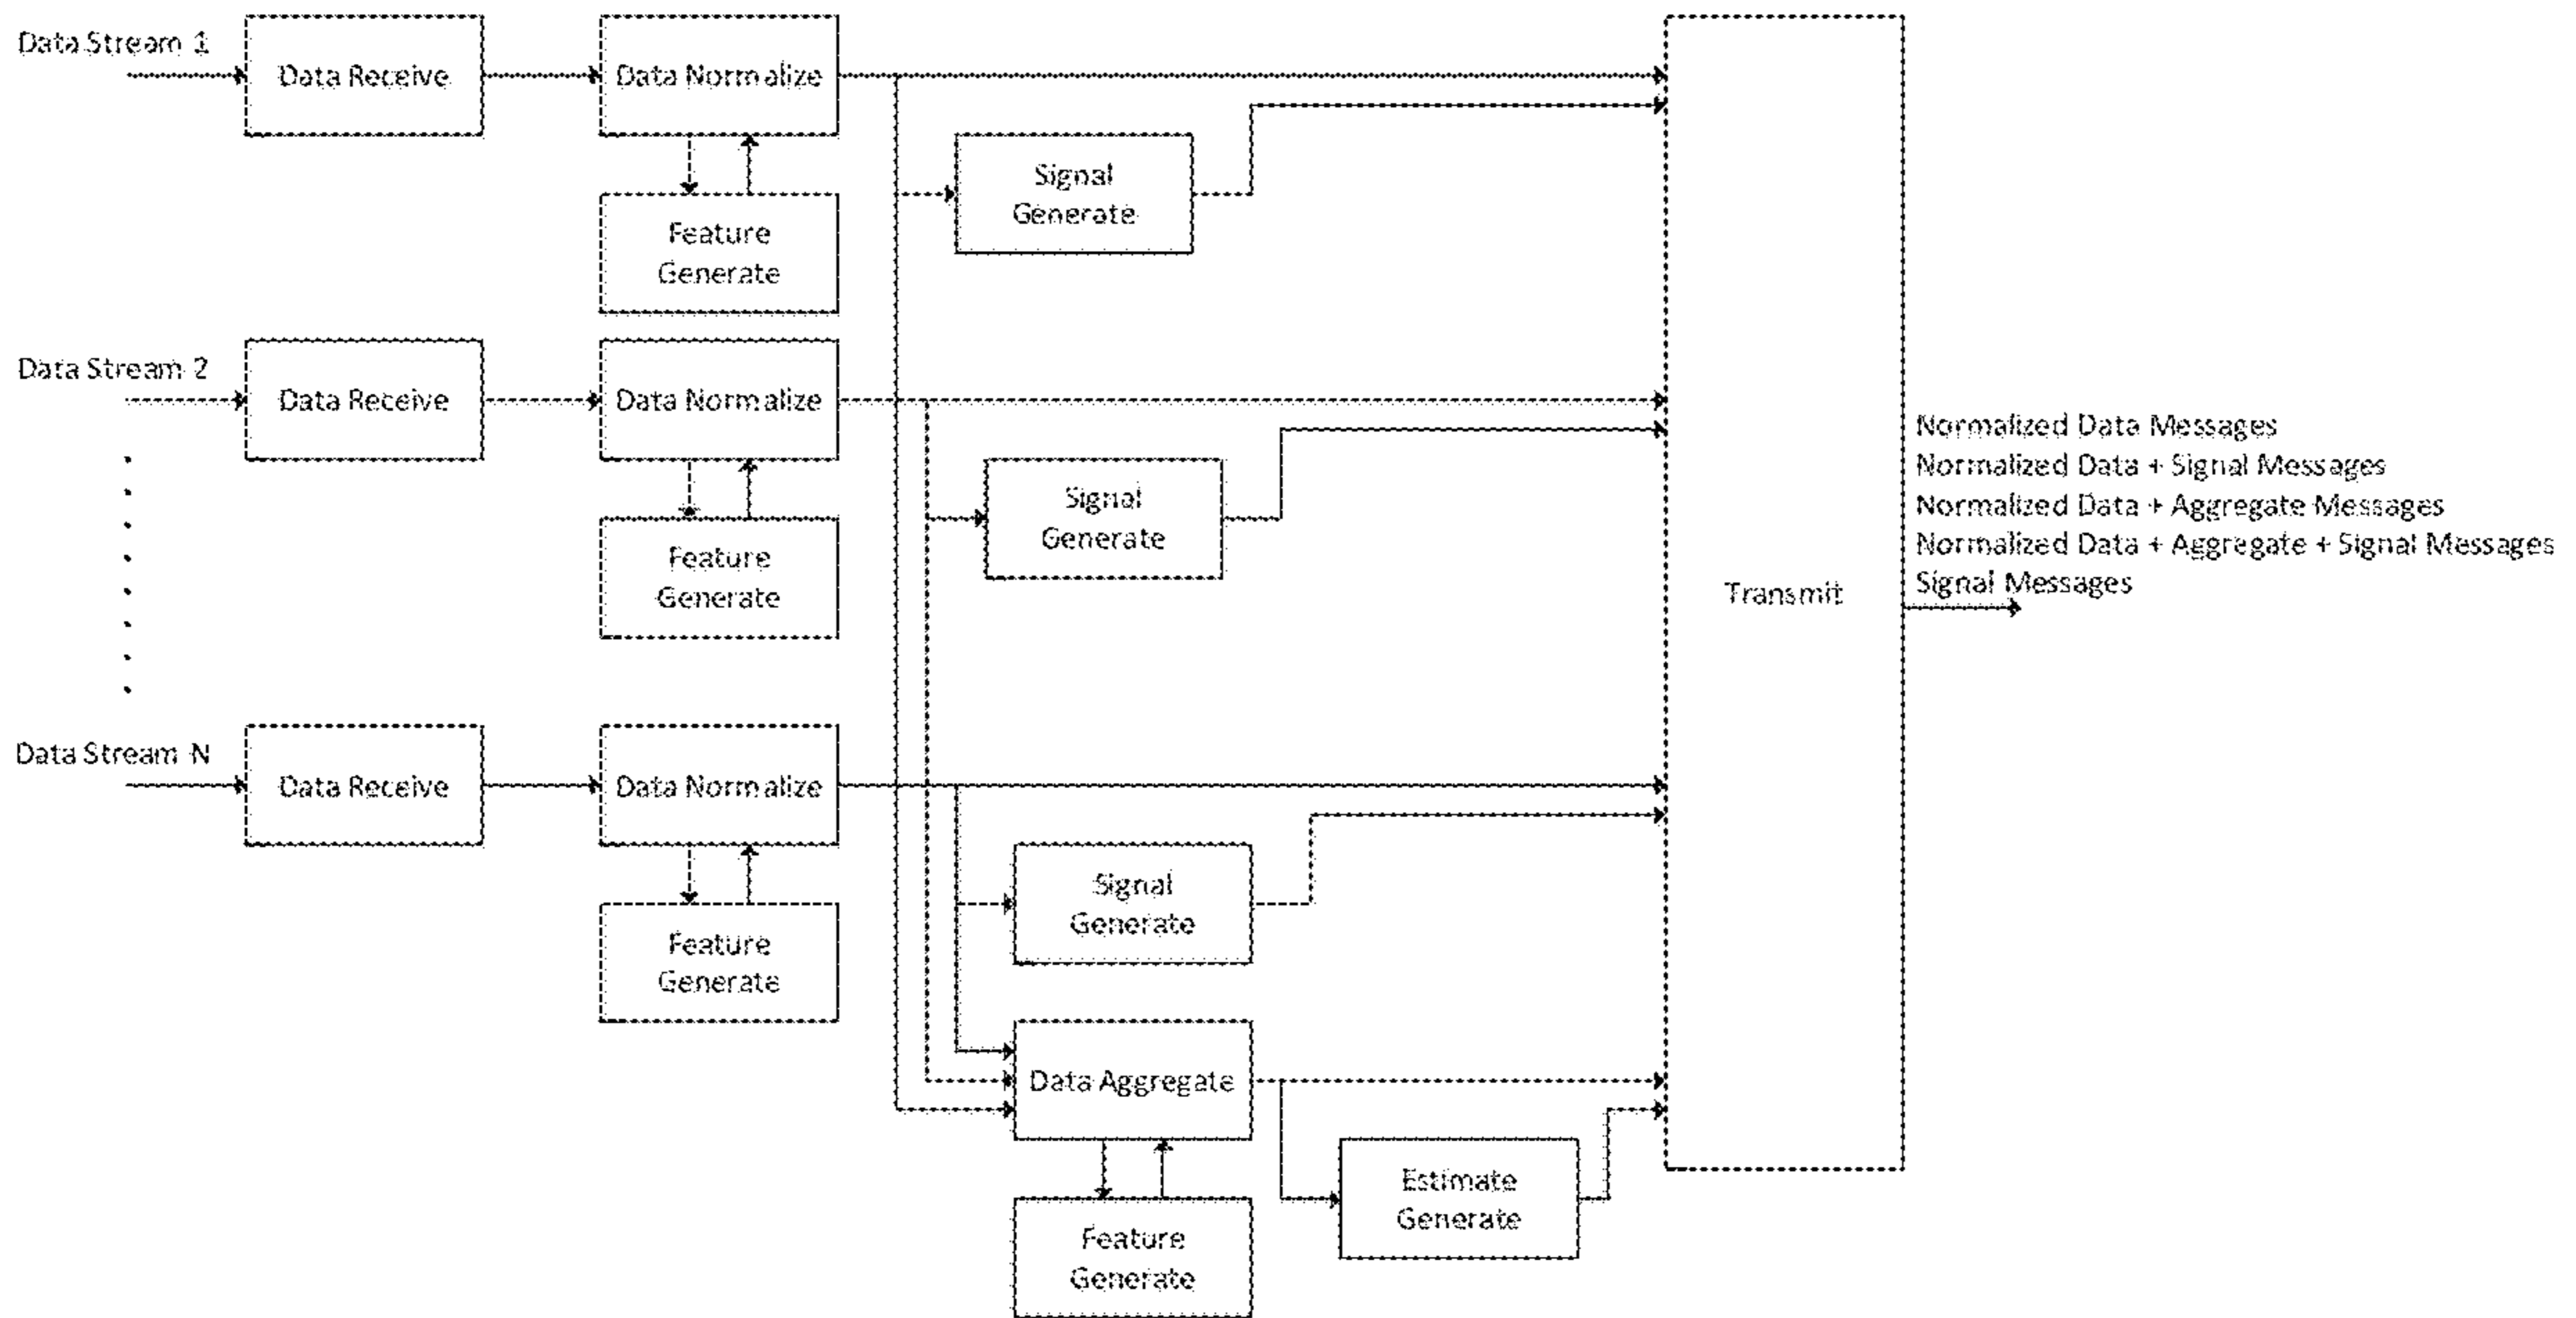 Data Stream 1
Data Receive
Data Normalize
Signal
Generate
Feature
Generate
Data Stream 2
Data Receive
Data Normalize
Signal
Generate
Feature
Generate
Normalized Data Messages
Normalized Data + Signal Messages
Normalized Data + Aggregate Messages
Normalized Data + Aggregate + Signal Messages
Signal Messages
Transmit
Data Stream N
Data Receive
Data Normalize
Signal
Generate
Feature
Generate
Data Aggregate
Estimate
Generate
Feature
Generate